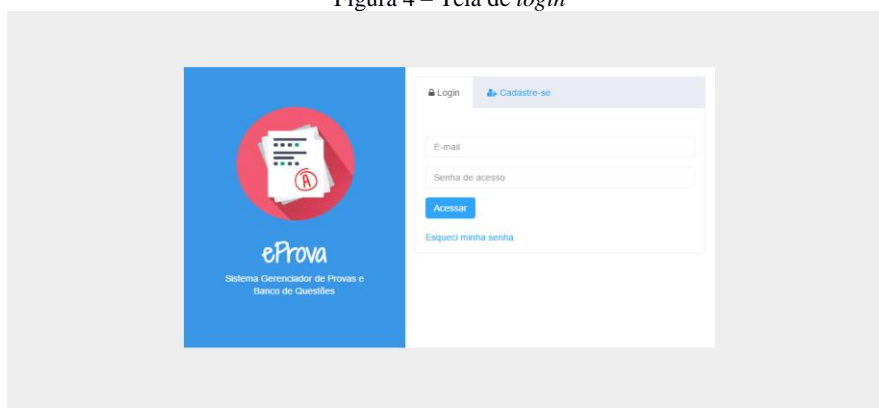 Figura 4 – Tela de login
Login
Cadastre-se
E-mail
Senha de acesso
Acessar
Esqueci minha senha
A
eProva
Sistema Gerenciador de Provas e
Banco de Questões